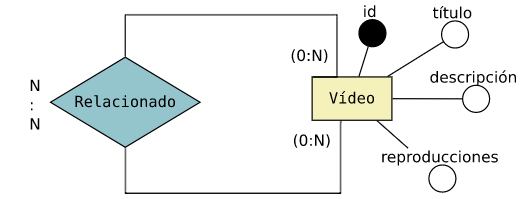 id
título
(0:N)
descripción
N
:
N
Relacionado
Vídeo
(0:N)
reproducciones